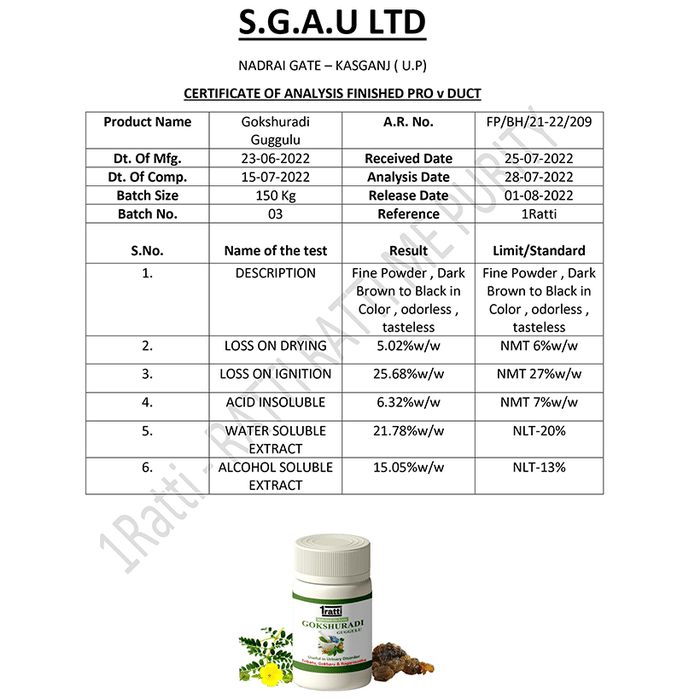 S.G.A.U LTD
NADRAI GATE – KASGANJ ( U.P)
CERTIFICATE OF ANALYSIS FINISHED PRO v DUCT
Product Name Gokshuradi Guggulu A.R. No. FP/BH/21-22/209
Dt. Of Mfg. 23-06-2022 Received Date 25-07-2022
Dt. Of Comp. 15-07-2022 Analysis Date 28-07-2022
Batch Size 150 Kg Release Date 01-08-2022
Batch No. 03 Reference 1Ratti
S.No. Name of the test Result Limit/Standard
1. DESCRIPTION Fine Powder , Dark Brown to Black in Color , odorless , tasteless Fine Powder , Dark Brown to Black in Color , odorless , tasteless
2. LOSS ON DRYING 5.02%w/w NMT 6%w/w
3. LOSS ON IGNITION 25.68%w/w NMT 27%w/w
4. ACID INSOLUBLE 6.32%w/w NMT 7%w/w
5. WATER SOLUBLE EXTRACT 21.78%w/w NLT-20%
6. ALCOHOL SOLUBLE EXTRACT 15.05%w/w NLT-13%
1Ratti - RATTI RATTI ME PURITY
1ratti
GOKSHURADI
GUGGULU
Useful in Urinary Disorder